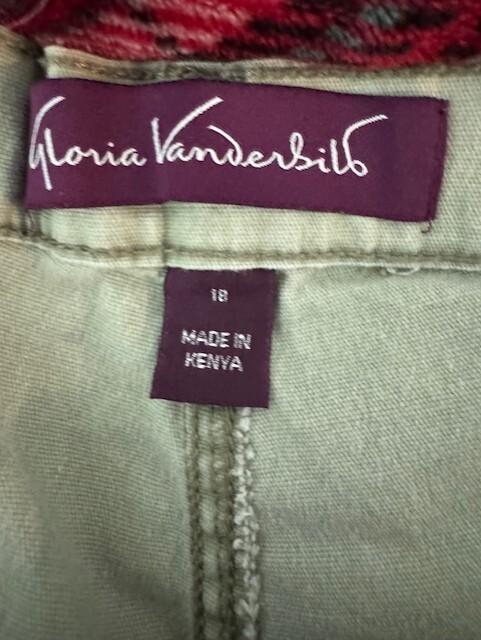 Gloria Vanderbilt
18
MADE IN
KENYA